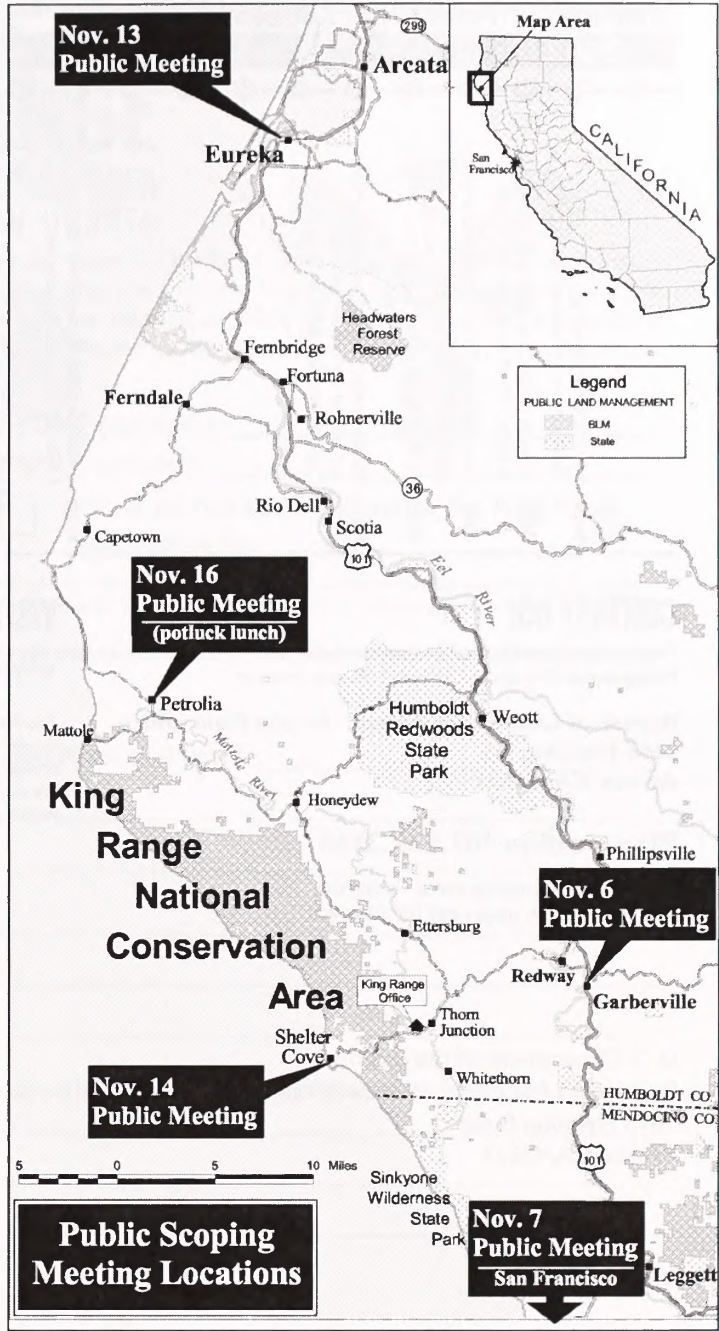 Nov. 13
Public Meeting
299
Arcata
Eureka
Map Area
San
Francisco
CALIFORNIA
Headwaters
Forest
Reserve
Fernbridge
Fortuna
Ferndale
Rohnerville
Legend
PUBLIC LAND MANAGEMENT
BLM
State
36
Rio Dell
Scotia
Capetown
101
Eel
River
Nov. 16
Public Meeting
(potluck lunch)
Petrolia
Mattole
Mattole River
Humboldt
Redwoods
State
Park
Weott
Honeydew
King
Range
National
Conservation
Area
Phillipsville
Nov. 6
Public Meeting
Ettersburg
Redway
Garberville
King Range
Office
Thorn
Junction
Shelter
Cove
Whitethorn
Nov. 14
Public Meeting
HUMBOLDT CO
MENDOCINO CO
101
5 0 10 Miles
Sinkyone
Wilderness
State
Park
Public Scoping
Meeting Locations
Nov. 7
Public Meeting
San Francisco
Leggett